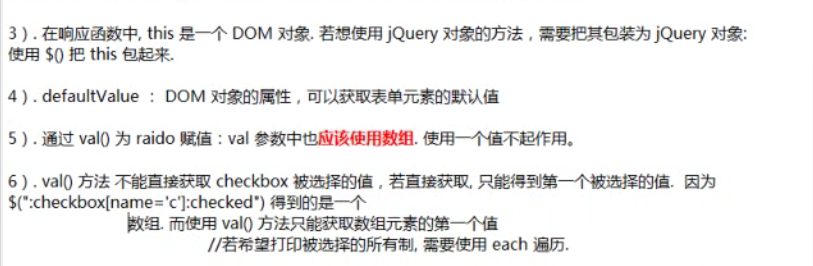 3）. 在响应函数中, this 是一个 DOM 对象. 若想使用 jQuery 对象的方法，需要把其包装为 jQuery 对象:
使用 $() 把 this 包起来.
4）. defaultValue ： DOM 对象的属性，可以获取表单元素的默认值
5）. 通过 val() 为 raido 赋值：val 参数中也应该使用数组. 使用一个值不起作用。
6）. val() 方法 不能直接获取 checkbox 被选择的值，若直接获取, 只能得到第一个被选择的值. 因为
$(":checkbox[name='c']:checked") 得到的是一个
数组. 而使用 val() 方法只能获取数组元素的第一个值
//若希望打印被选择的所有制, 需要使用 each 遍历.